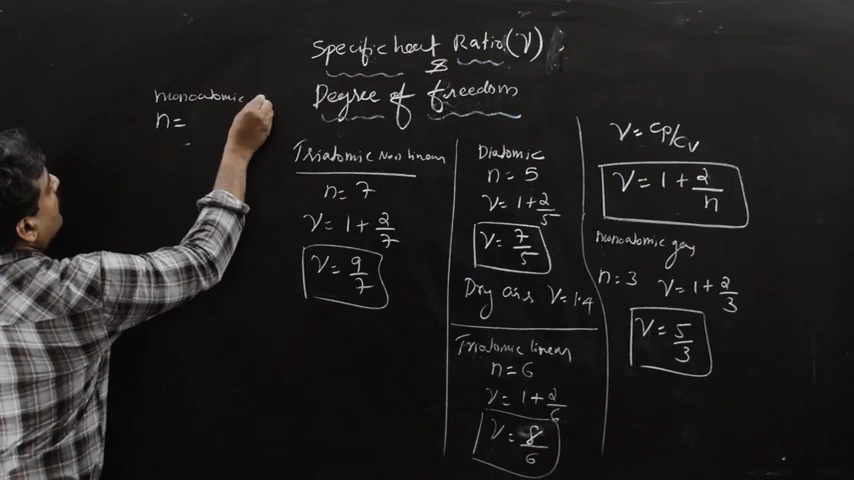 Specific heat Ratio (γ) :
&
Degree of freedom
monoatomic
n=
Triatomic Non linear
n= 7
γ= 1+ 2/7
γ= 9/7
Diatomic
n= 5
γ= 1+ 2/5
γ= 7/5
Dry air γ= 1.4
Triatomic linear
n= 6
γ= 1+ 2/6
γ= 8/6
γ= Cp/Cv
γ= 1+ 2/n
monoatomic gas
n= 3 γ= 1+ 2/3
γ= 5/3